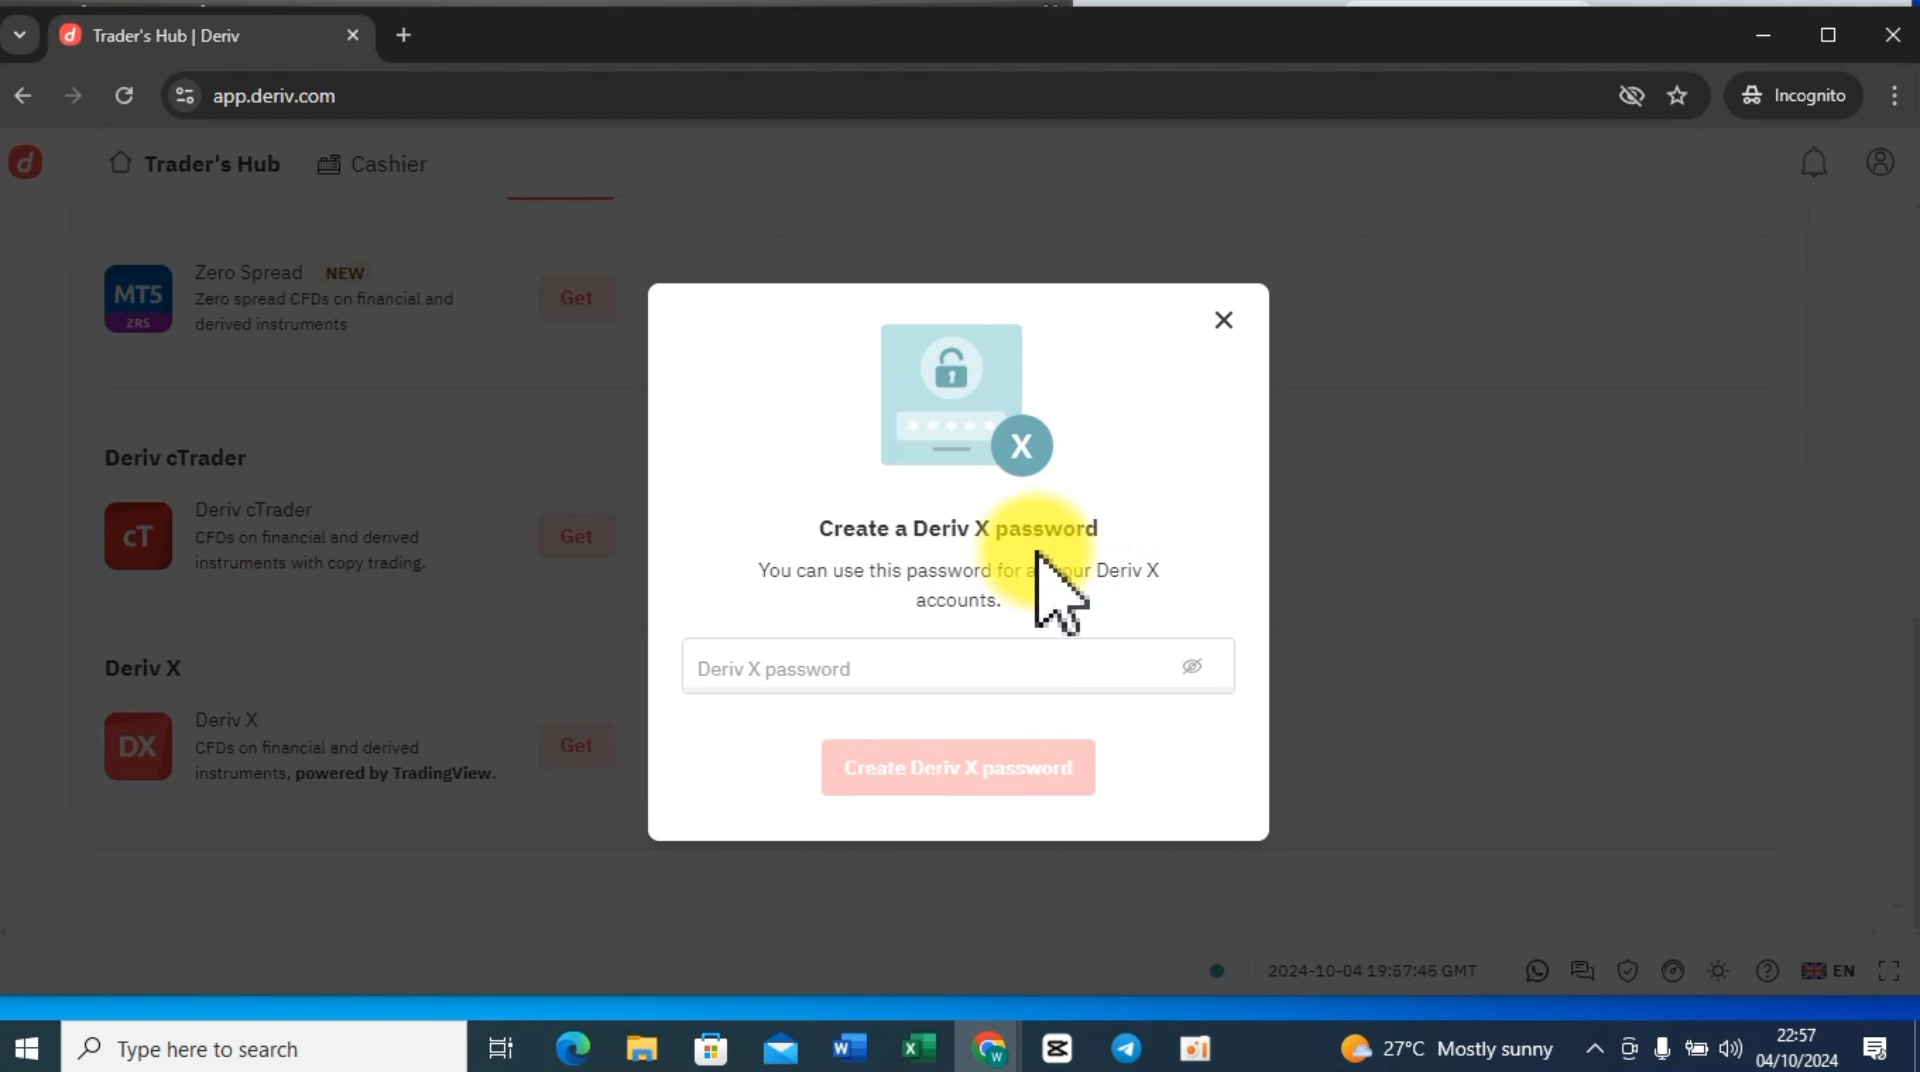 Trader's Hub | Deriv
app.deriv.com
Incognito
Trader's Hub
Cashier
MT5
ZRS
Zero Spread NEW
Zero spread CFDs on financial and
derived instruments
Get
Deriv cTrader
cT
Deriv cTrader
CFDs on financial and derived
instruments with copy trading.
Get
Deriv X
DX
Deriv X
CFDs on financial and derived
instruments, powered by TradingView.
Get
* * * * *
X
Create a Deriv X password
You can use this password for a our Deriv X
accounts.
Deriv X password
Create Deriv X password
2024-10-04 19:57:45 GMT
EN
Type here to search
27°C Mostly sunny
22:57
04/10/2024